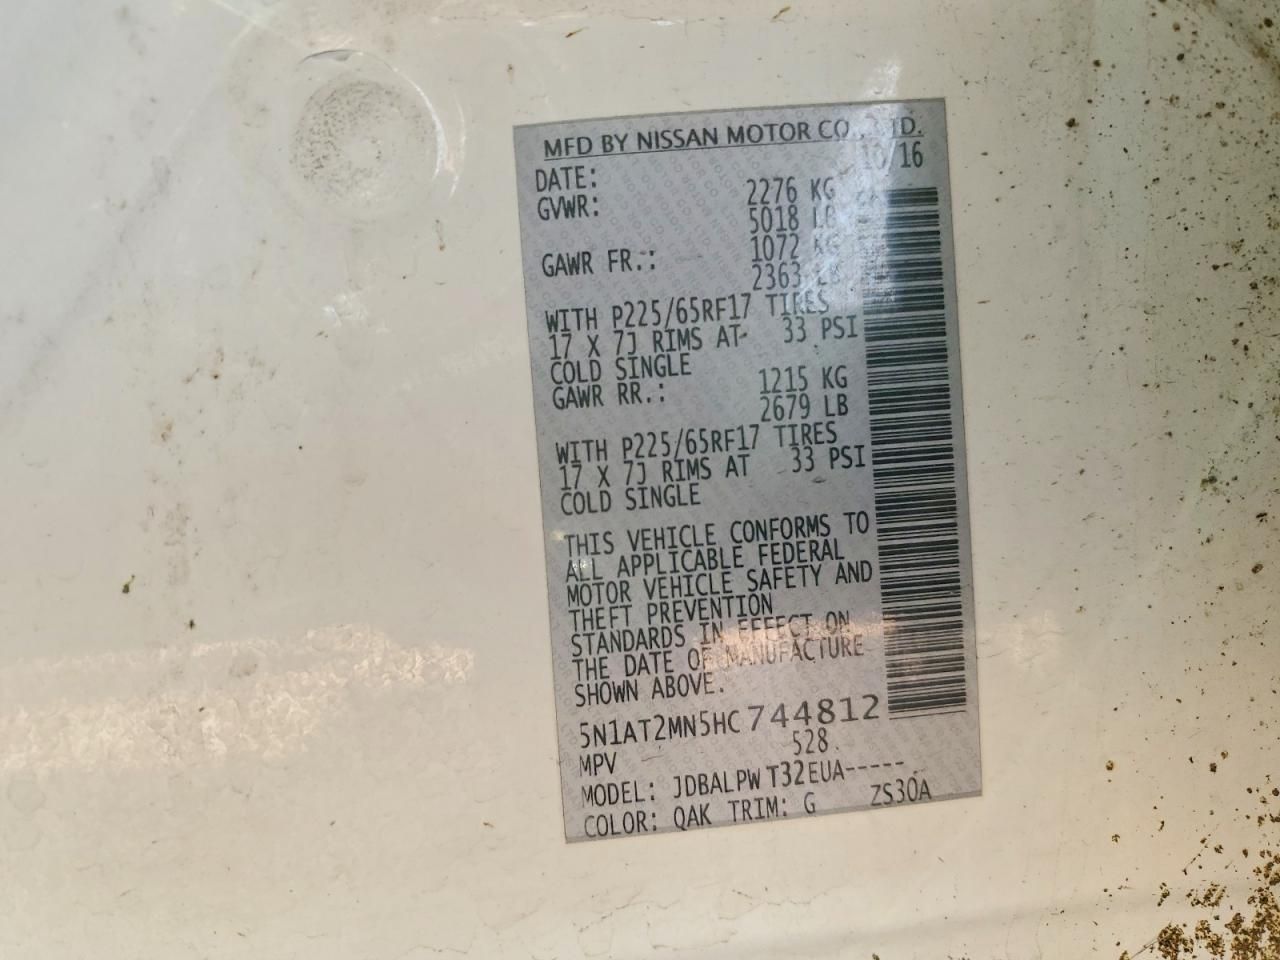 MFD BY NISSAN MOTOR CO., LTD.
DATE: 10/16
GVWR: 2276 KG
5018 LB
GAWR FR.: 1072 KG
2363 LB
WITH P225/65RF17 TIRES
17 X 7J RIMS AT 33 PSI
COLD SINGLE
GAWR RR.: 1215 KG
2679 LB
WITH P225/65RF17 TIRES
17 X 7J RIMS AT 33 PSI
COLD SINGLE
THIS VEHICLE CONFORMS TO
ALL APPLICABLE FEDERAL
MOTOR VEHICLE SAFETY AND
THEFT PREVENTION
STANDARDS IN EFFECT ON
THE DATE OF MANUFACTURE
SHOWN ABOVE.
5N1AT2MN5HC744812
MPV 528
MODEL: JDBALPW T32EUA-----
COLOR: QAK TRIM: G ZS30A